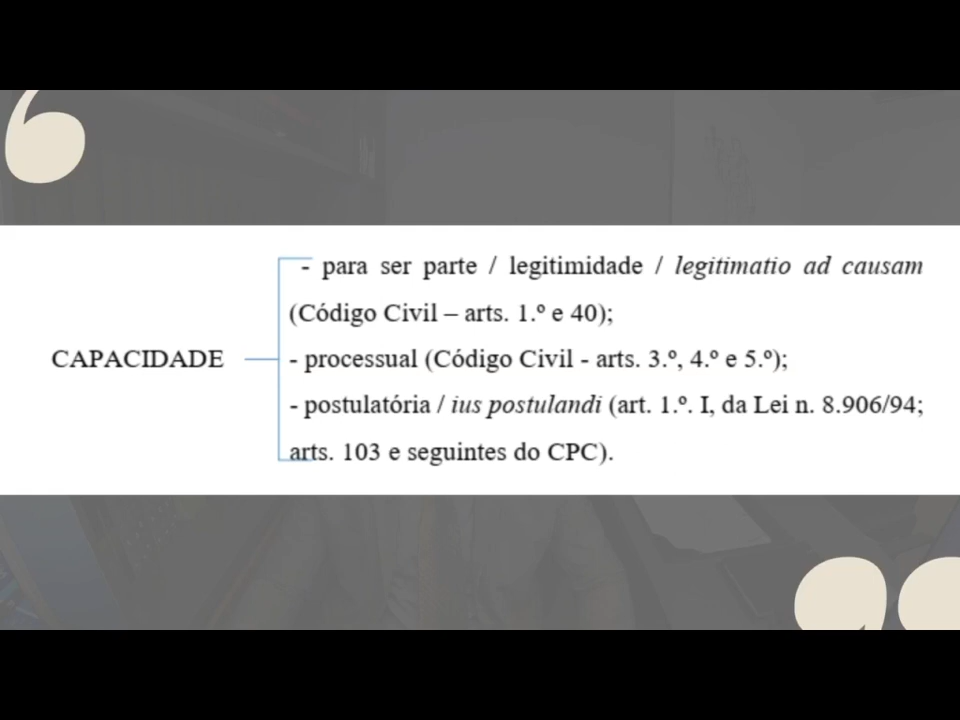 - para ser parte / legitimidade / legitimatio ad causam
(Código Civil – arts. 1.º e 40);
CAPACIDADE
- processual (Código Civil - arts. 3.º, 4.º e 5.º);
- postulatória / ius postulandi (art. 1.º. I, da Lei n. 8.906/94;
arts. 103 e seguintes do CPC).